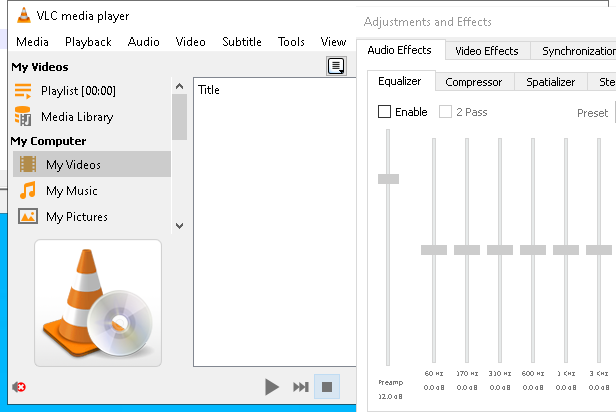 VLC media player
Media Playback Audio Video Subtitle Tools View
My Videos
Playlist [00:00]
Media Library
My Computer
My Videos
My Music
My Pictures
Title
Adjustments and Effects
Audio Effects Video Effects Synchronization
Equalizer Compressor Spatializer Ste
Enable 2 Pass Preset
60 Hz 170 Hz 310 Hz 600 Hz 1 KHz 3 KHz
Preamp 0.0 dB 0.0 dB 0.0 dB 0.0 dB 0.0 dB 0.0 dB
12.0 dB